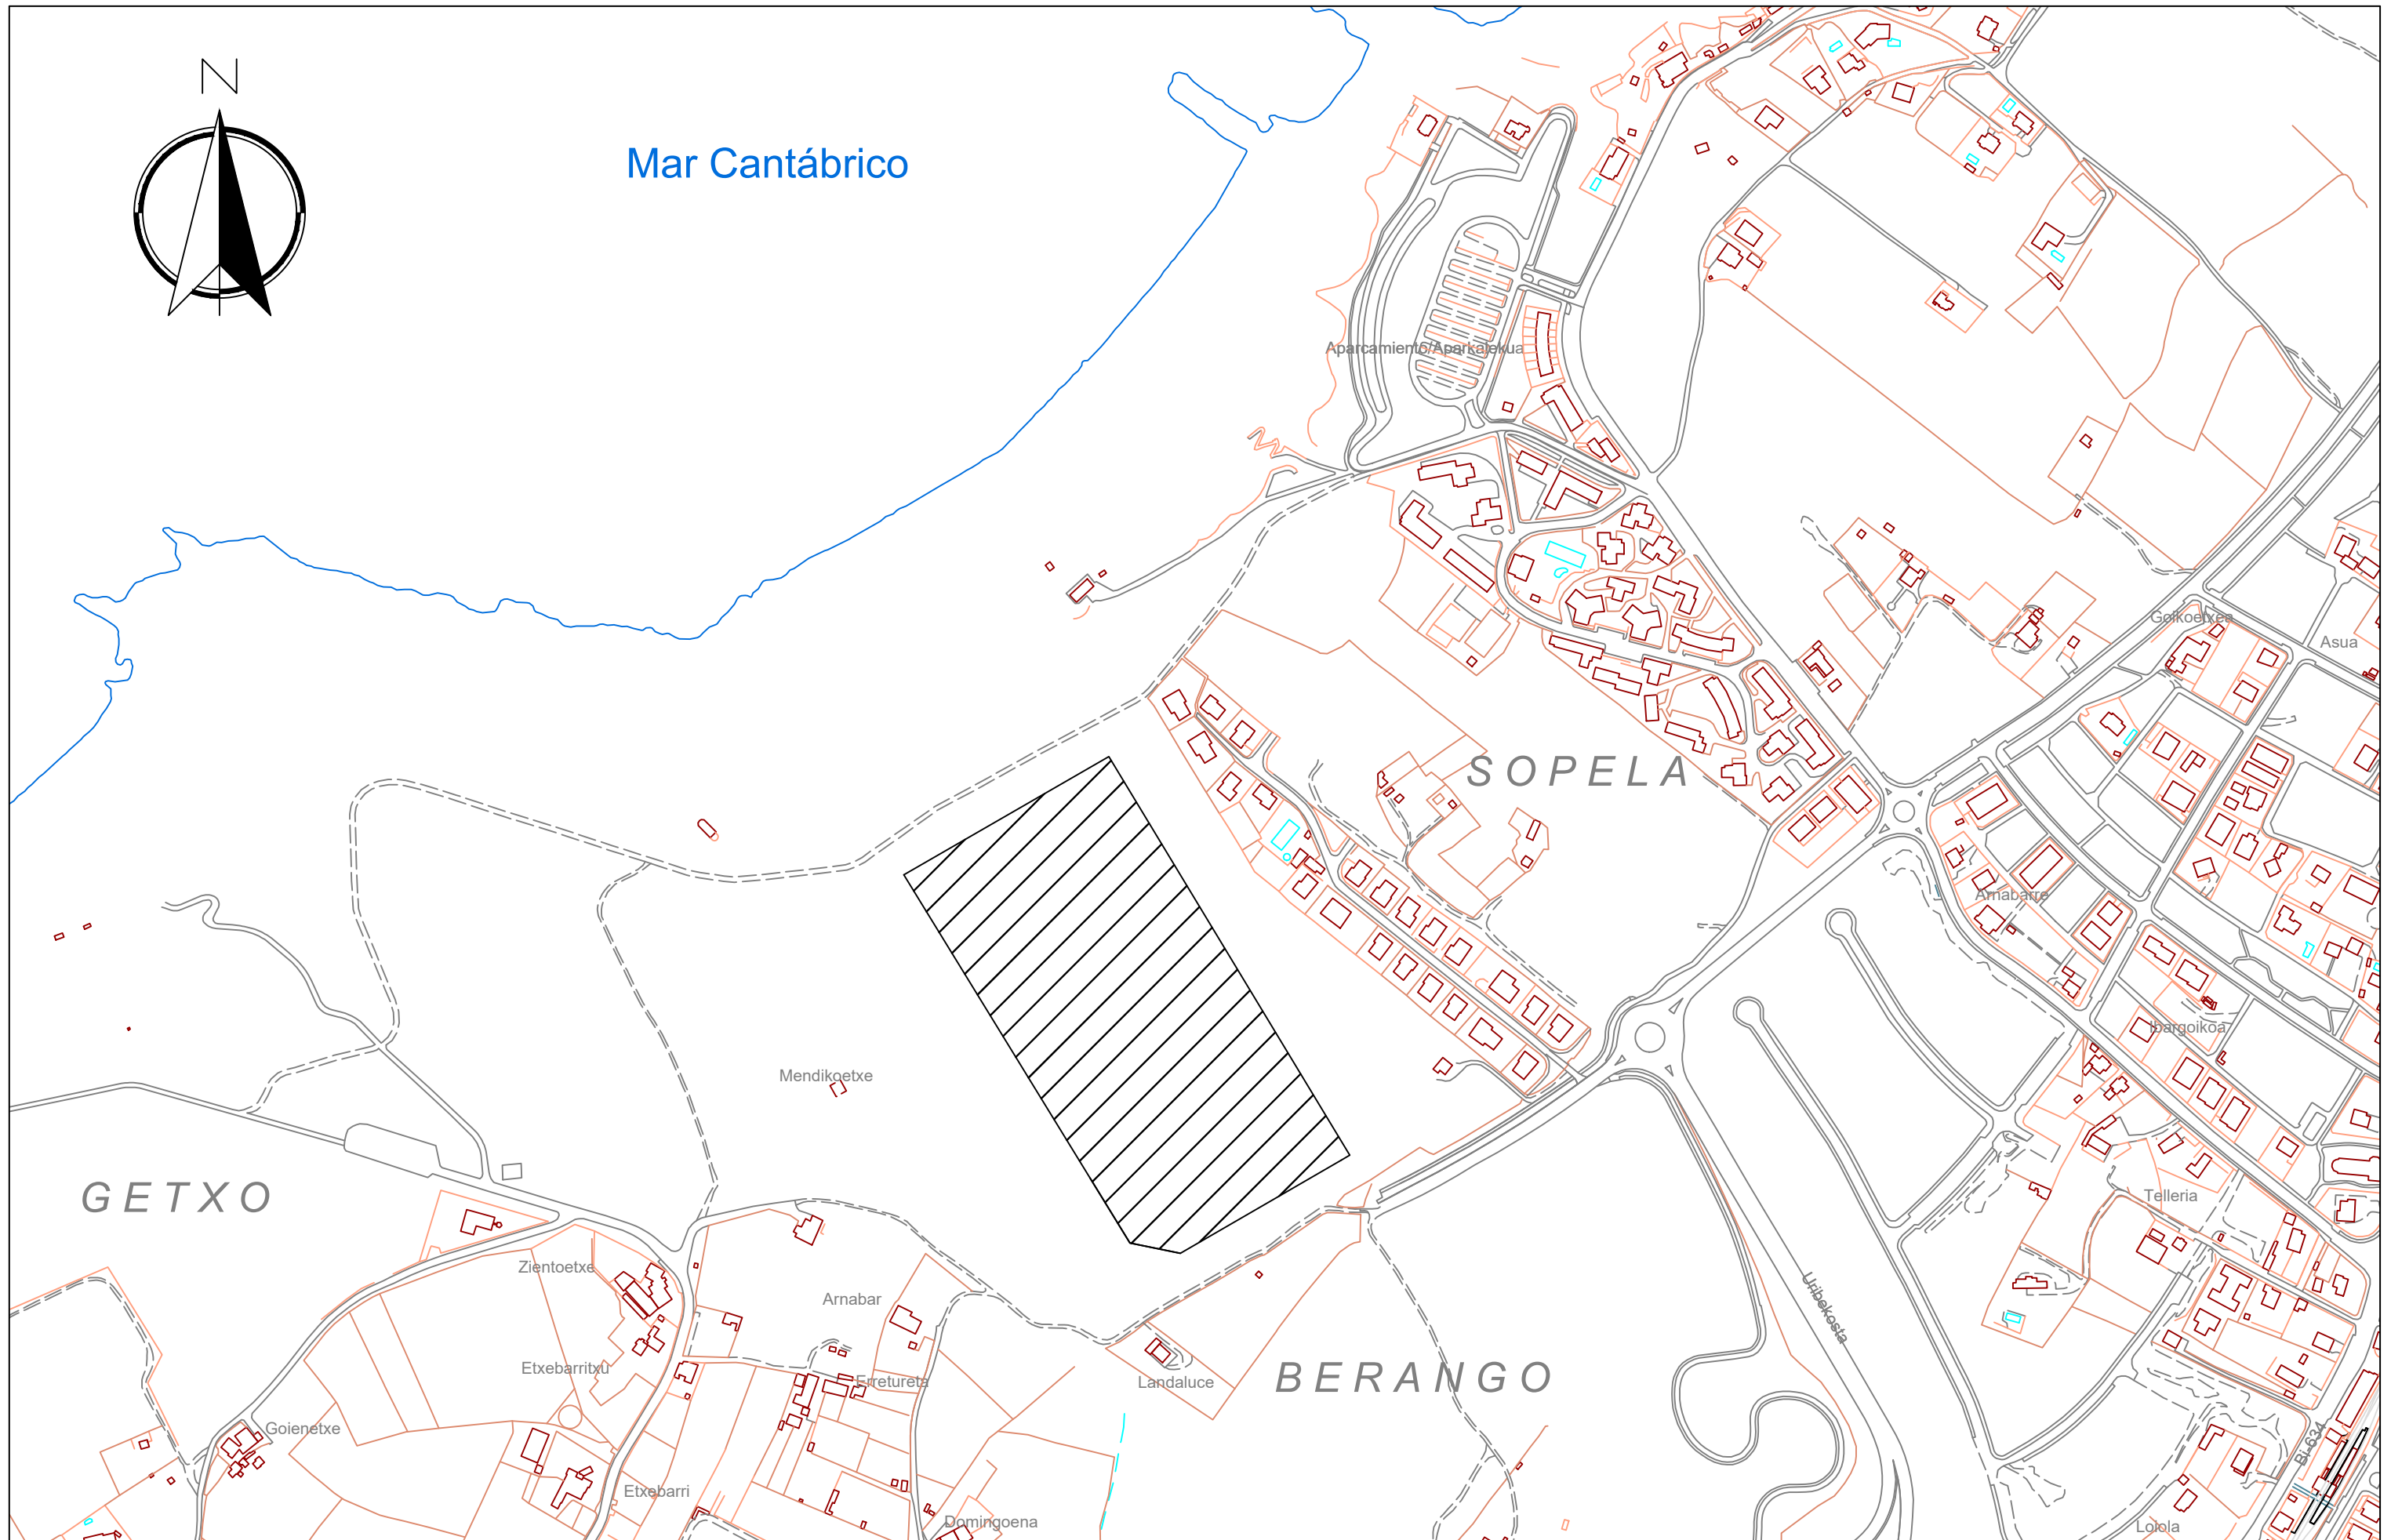 N
Mar Cantábrico
Aparcamiento/Aparkalekua
Goikoetxea
Asua
SOPELA
Arnabarre
Ibargoikoa
Mendikoetxe
GETXO
Telleria
Zientoetxe
Arnabar
Uribekosta
Etxebarritxu
Erretureta
Landaluce
BERANGO
Goienetxe
Bi-634
Etxebarri
Domingoena
Loiola